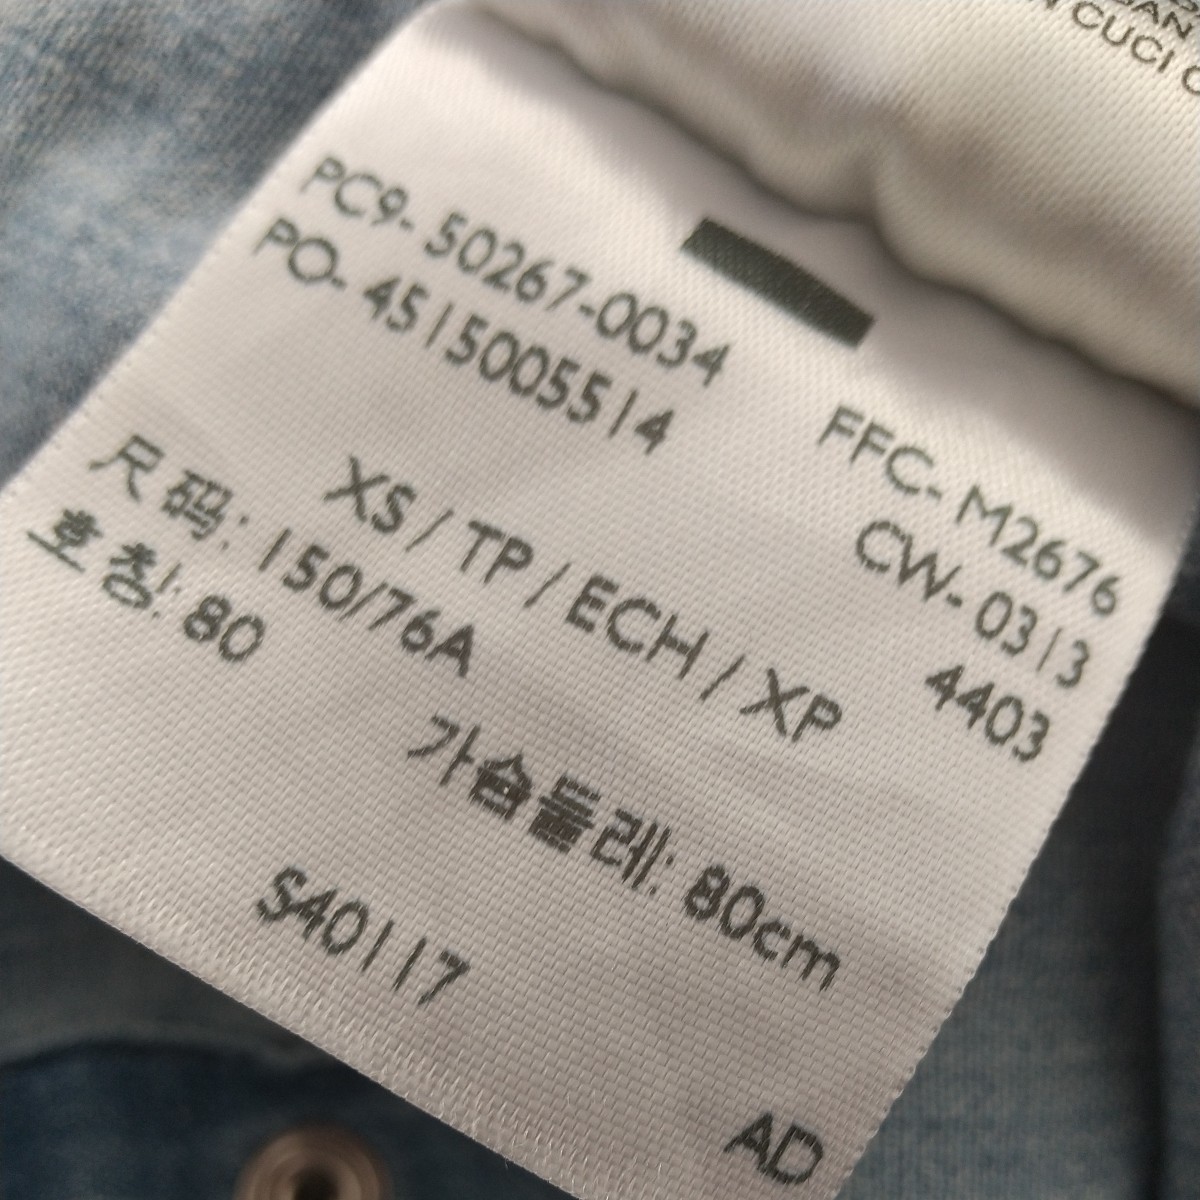 CUCI
PC9-50267-0034
PO-4515005514
FFC-M2676
CW-0313
4403
XS/TP/ECH/XP
尺码:150/76A
호칭:80
가슴둘레:80cm
S40117
AD